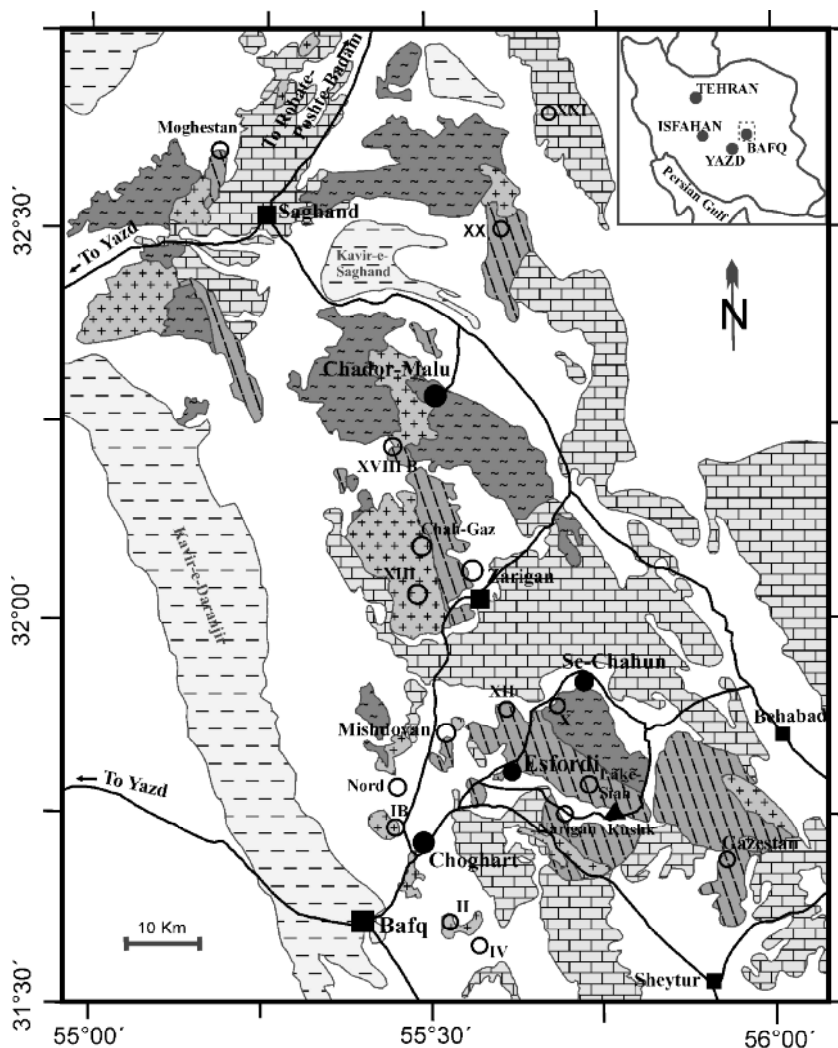 To Robate-
Poshte-Badam
XXI
Moghestan
TEHRAN
ISFAHAN
BAFQ
YAZD
Persian Gulf
32°30´
Saghand
XX
To Yazd
Kavir-e-
Saghand
N
Chador-Malu
XVIII B
Kavir-e-Daranjir
Chah-Gaz
XIII
Zarigan
32°00´
Se-Chahun
XII
X
Mishdovan
Behabad
Esfordi
Lake-
Siah
To Yazd
Nord
IB
Narigan
Kushk
Choghart
Gazestan
II
Bafq
IV
10 Km
Sheytur
31°30´
55°00´
55°30´
56°00´